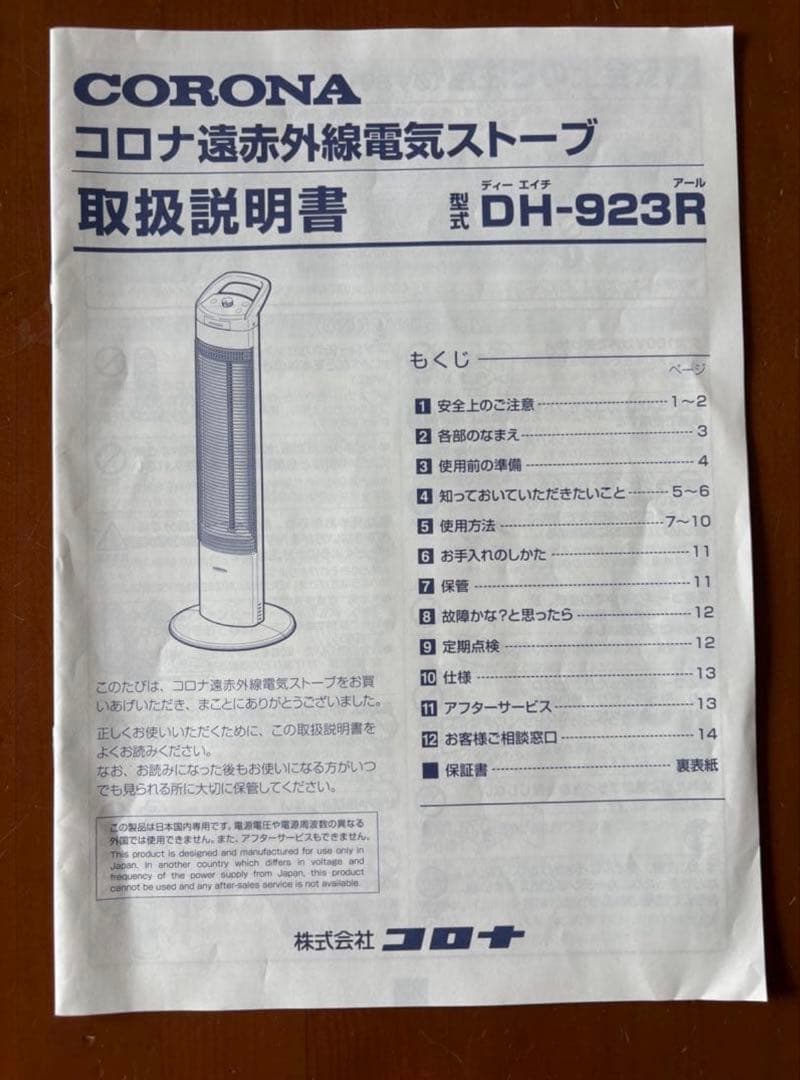 CORONA
コロナ遠赤外線電気ストーブ
取扱説明書
型式
ディー エイチ アール
DH-923R
もくじ
ページ
1 安全上のご注意 1～2
2 各部のなまえ 3
3 使用前の準備 4
4 知っておいていただきたいこと 5～6
5 使用方法 7～10
6 お手入れのしかた 11
7 保管 11
8 故障かな?と思ったら 12
9 定期点検 12
10 仕様 13
11 アフターサービス 13
12 お客様ご相談窓口 14
■ 保証書 裏表紙
このたびは、コロナ遠赤外線電気ストーブをお買
いあげいただき、まことにありがとうございました。
正しくお使いいただくために、この取扱説明書を
よくお読みください。
なお、お読みになった後もお使いになる方がいつ
でも見られる所に大切に保管してください。
この製品は日本国内専用です。電源電圧や電源周波数の異なる
外国では使用できません。また、アフターサービスもできません。
This product is designed and manufactured for use only in
Japan. In another country which differs in voltage and
frequency of the power supply from Japan, this product
cannot be used and any after-sales service is not available.
株式会社 コロナ